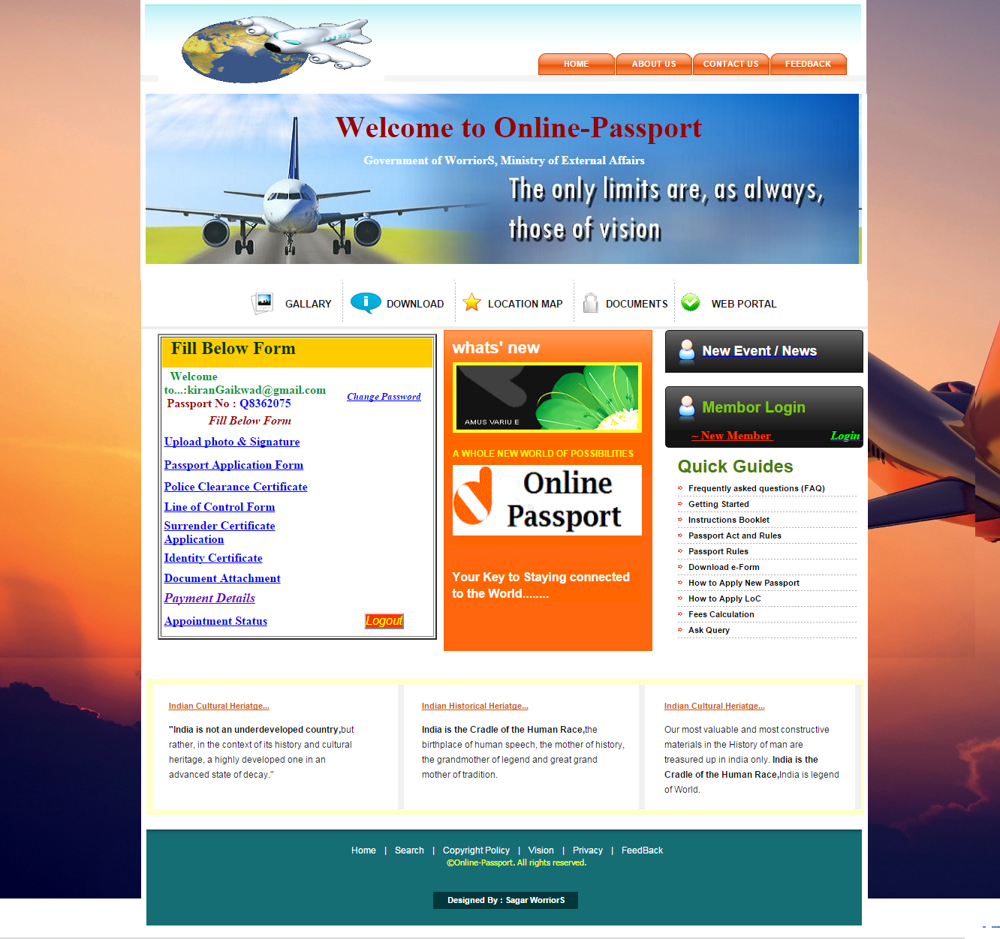 HOME ABOUT US CONTACT US FEEDBACK
Welcome to Online-Passport
Government of WorriorS, Ministry of External Affairs
The only limits are, as always,
those of vision
GALLARY DOWNLOAD LOCATION MAP DOCUMENTS WEB PORTAL
Fill Below Form
Welcome
to...:kiranGaikwad@gmail.com
Change Password
Passport No : Q8362075
Fill Below Form
Upload photo & Signature
Passport Application Form
Police Clearance Certificate
Line of Control Form
Surrender Certificate
Application
Identity Certificate
Document Attachment
Payment Details
Appointment Status
Logout
whats' new
AMUS VARIU E
A WHOLE NEW WORLD OF POSSIBILITIES
Online
Passport
Your Key to Staying connected
to the World........
New Event / News
Membor Login
~ New Member Login
Quick Guides
Frequently asked questions (FAQ)
Getting Started
Instructions Booklet
Passport Act and Rules
Passport Rules
Download e-Form
How to Apply New Passport
How to Apply LoC
Fees Calculation
Ask Query
Indian Cultural Heriatge...
"India is not an underdeveloped country,but
rather, in the context of its history and cultural
heritage, a highly developed one in an
advanced state of decay."
Indian Historical Heriatge...
India is the Cradle of the Human Race,the
birthplace of human speech, the mother of history,
the grandmother of legend and great grand
mother of tradition.
Indian Cultural Heriatge...
Our most valuable and most constructive
materials in the History of man are
treasured up in india only. India is the
Cradle of the Human Race,India is legend
of World.
Home | Search | Copyright Policy | Vision | Privacy | FeedBack
©Online-Passport. All rights reserved.
Designed By : Sagar WorriorS